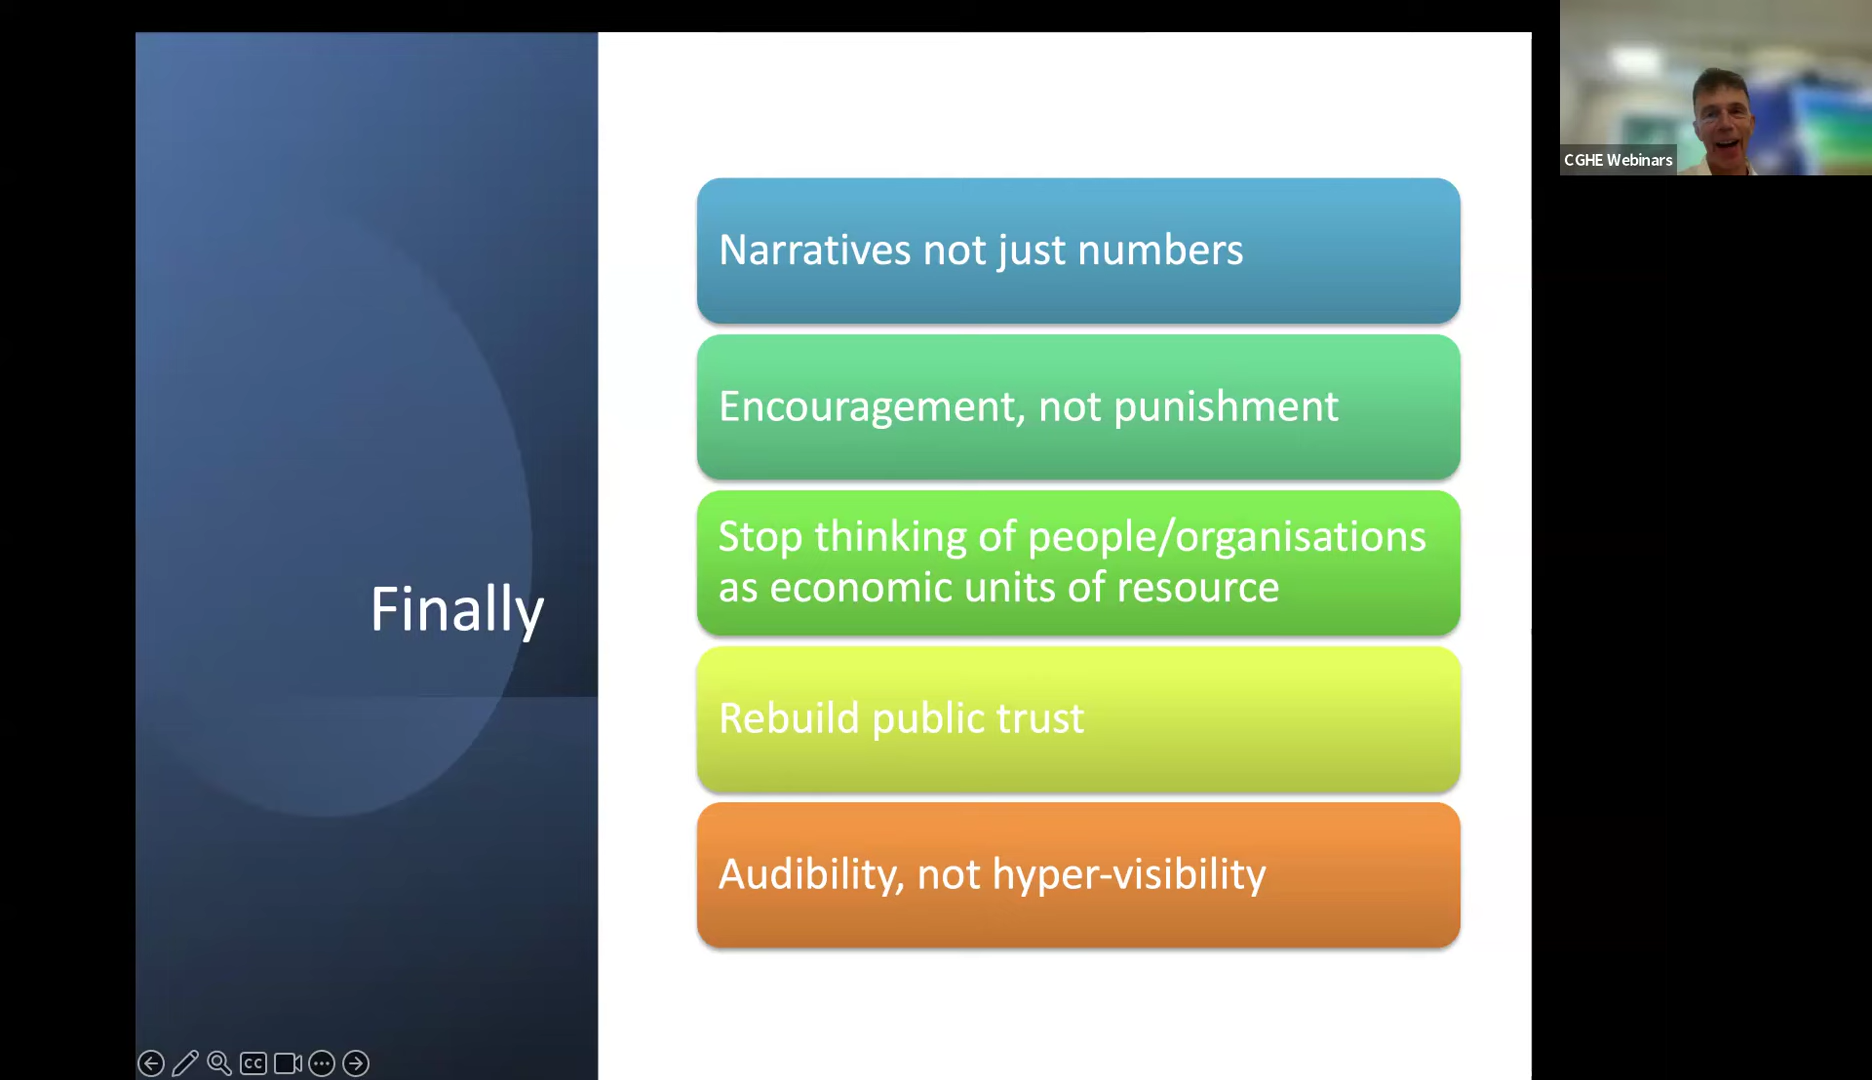 CGHE Webinars
Finally
Narratives not just numbers
Encouragement, not punishment
Stop thinking of people/organisations
as economic units of resource
Rebuild public trust
Audibility, not hyper-visibility
CC